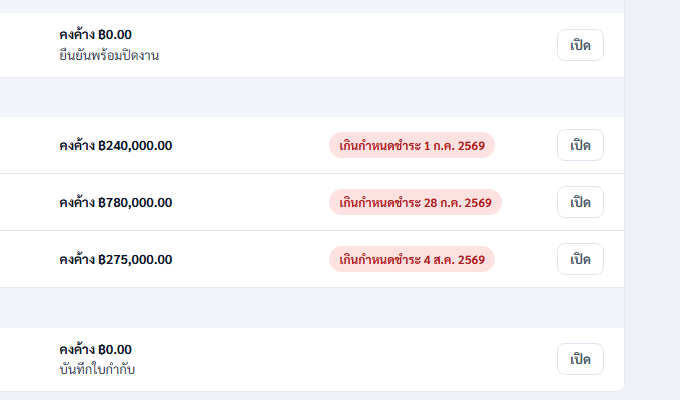 คงค้าง ฿0.00
ยืนยันพร้อมปิดงาน
เปิด
คงค้าง ฿240,000.00
เกินกำหนดชำระ 1 ก.ค. 2569
เปิด
คงค้าง ฿780,000.00
เกินกำหนดชำระ 28 ก.ค. 2569
เปิด
คงค้าง ฿275,000.00
เกินกำหนดชำระ 4 ส.ค. 2569
เปิด
คงค้าง ฿0.00
บันทึกใบกำกับ
เปิด